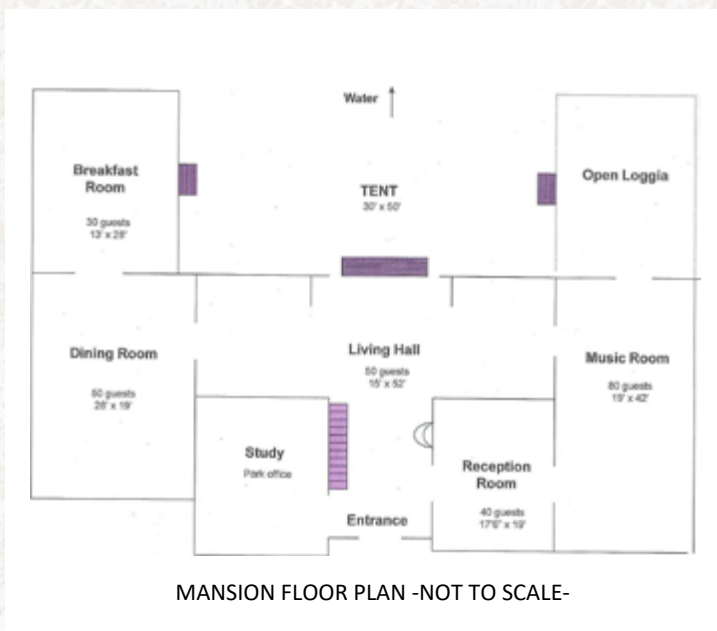 Water
Breakfast
Room
30 guests
13' x 28'
TENT
30' x 50'
Open Loggia
Dining Room
50 guests
28' x 19'
Living Hall
50 guests
15' x 52'
Music Room
80 guests
19' x 42'
Study
Park office
Reception
Room
40 guests
17'6" x 19'
Entrance
MANSION FLOOR PLAN -NOT TO SCALE-